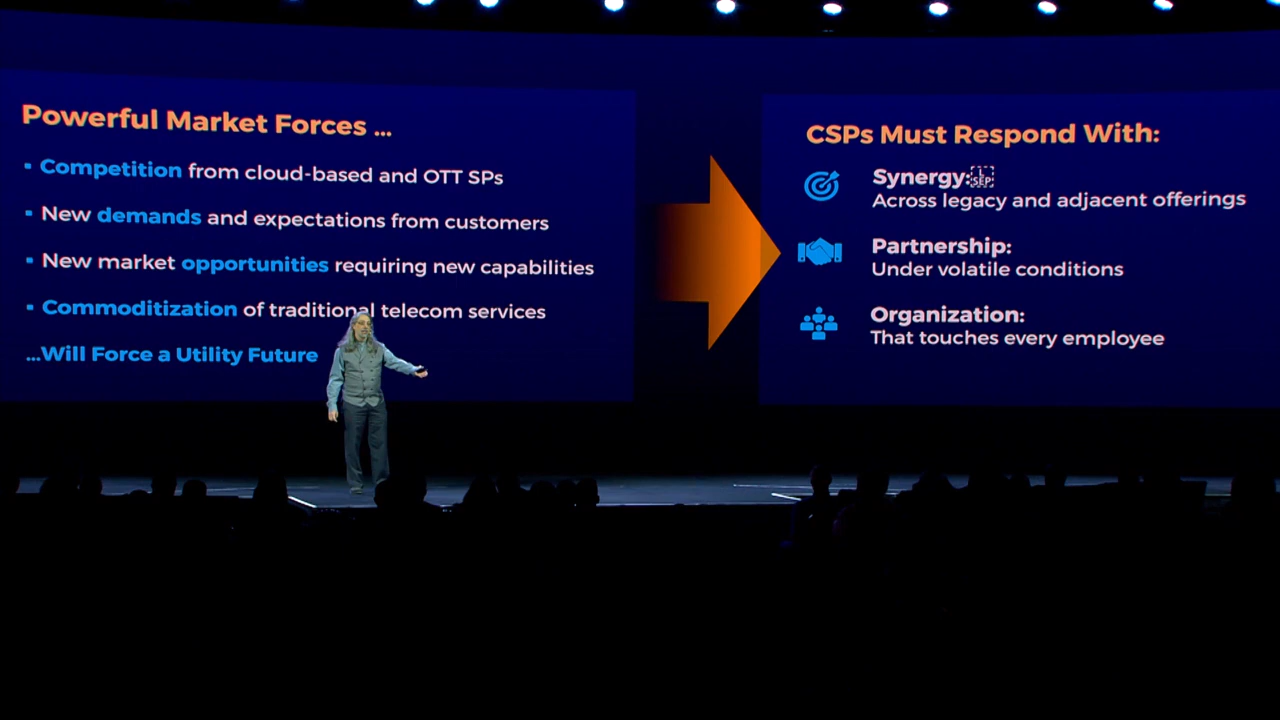 Powerful Market Forces ...
▪ Competition from cloud-based and OTT SPs
▪ New demands and expectations from customers
▪ New market opportunities requiring new capabilities
▪ Commoditization of traditional telecom services
...Will Force a Utility Future
CSPs Must Respond With:
Synergy:L SEP
Across legacy and adjacent offerings
Partnership:
Under volatile conditions
Organization:
That touches every employee